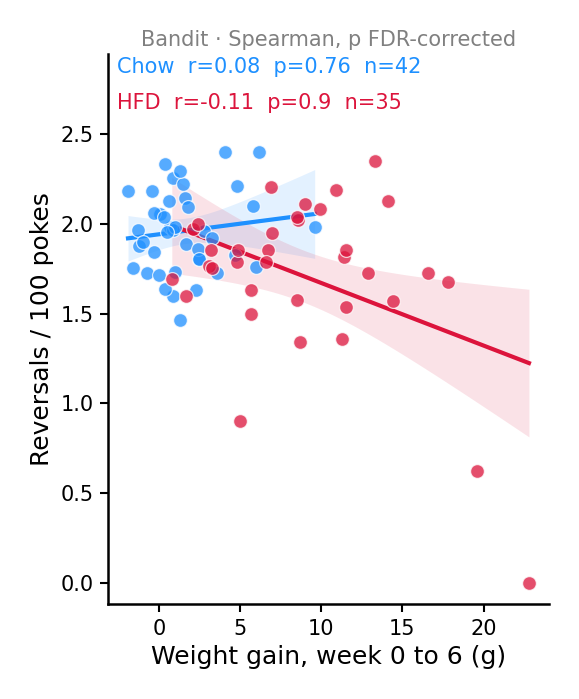 Bandit · Spearman, p FDR-corrected
Chow r=0.08 p=0.76 n=42
HFD r=-0.11 p=0.9 n=35
Reversals / 100 pokes
2.5
2.0
1.5
1.0
0.5
0.0
0 5 10 15 20
Weight gain, week 0 to 6 (g)